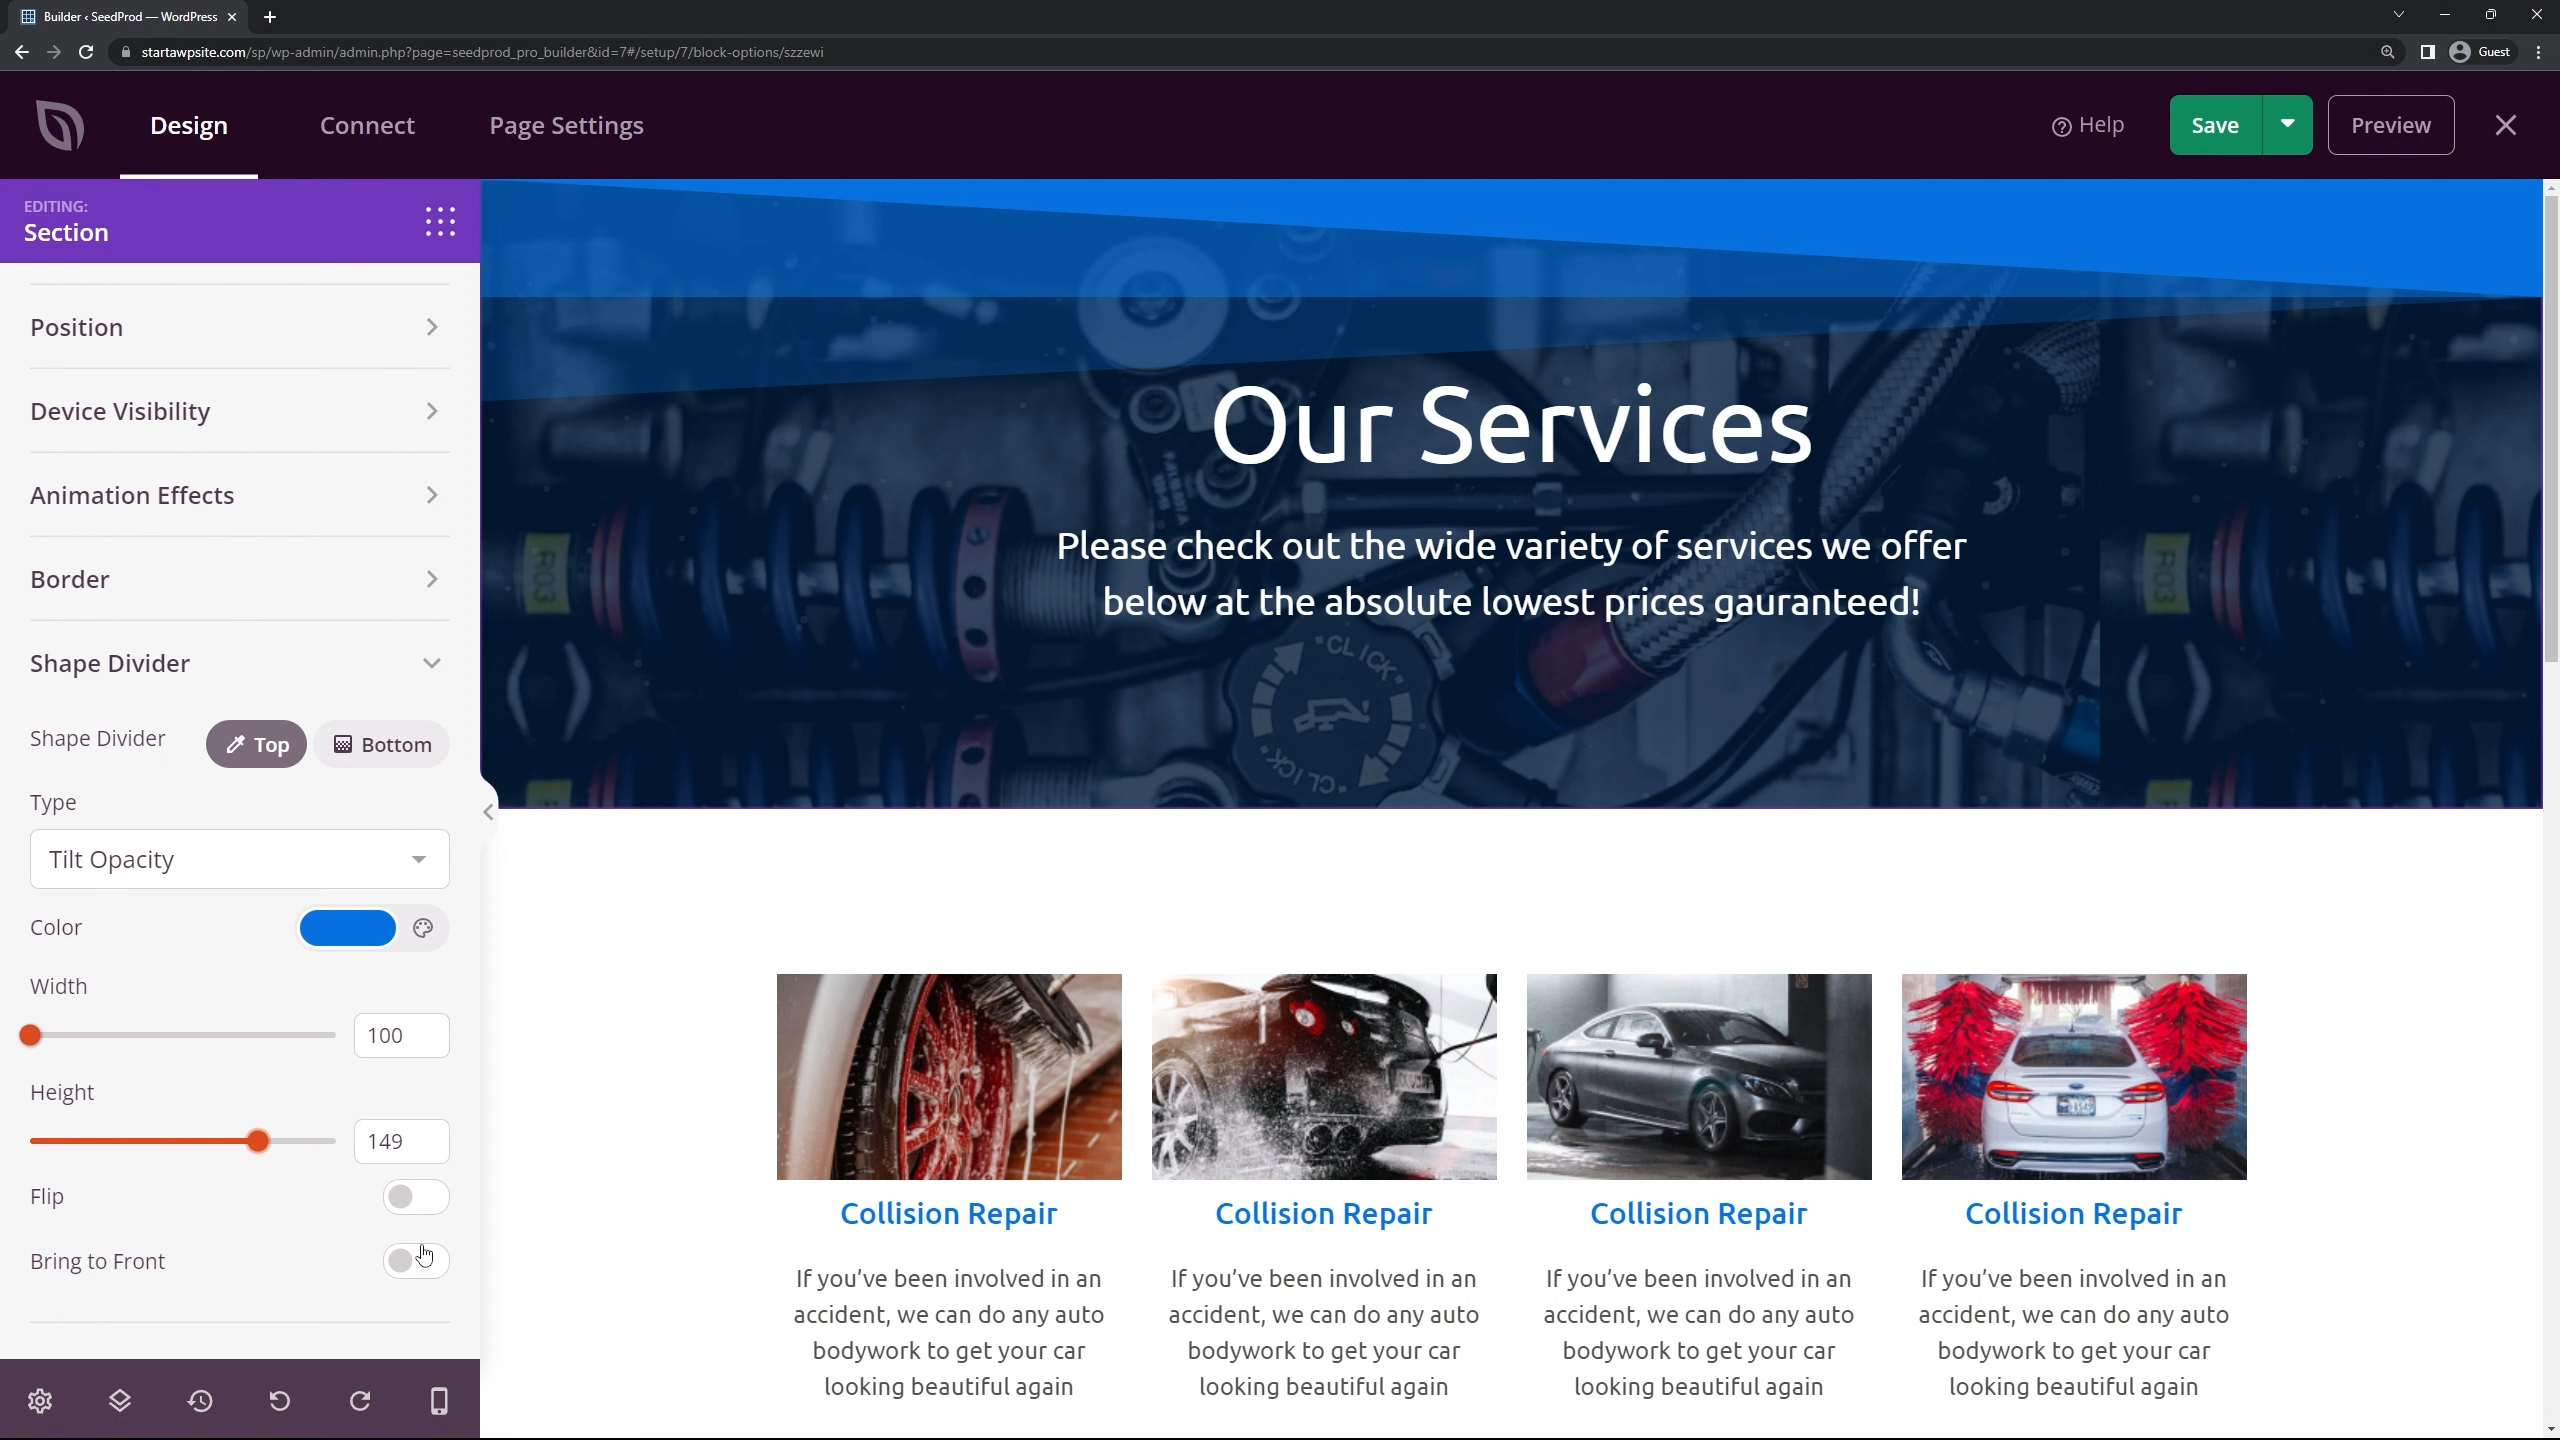 Builder ‹ SeedProd — WordPress
startawpsite.com/sp/wp-admin/admin.php?page=seedprod_pro_builder&id=7#/setup/7/block-options/szzewi
Guest
Design
Connect
Page Settings
Help
Save
Preview
EDITING:
Section
Position
Device Visibility
Animation Effects
Border
Shape Divider
Shape Divider
Top
Bottom
Type
Tilt Opacity
Color
Width
100
Height
149
Flip
Bring to Front
Our Services
Please check out the wide variety of services we offer
below at the absolute lowest prices gauranteed!
R03
R03
"CLICK"
"CLICK"
Collision Repair
If you've been involved in an
accident, we can do any auto
bodywork to get your car
looking beautiful again
Collision Repair
If you've been involved in an
accident, we can do any auto
bodywork to get your car
looking beautiful again
Collision Repair
If you've been involved in an
accident, we can do any auto
bodywork to get your car
looking beautiful again
Collision Repair
If you've been involved in an
accident, we can do any auto
bodywork to get your car
looking beautiful again